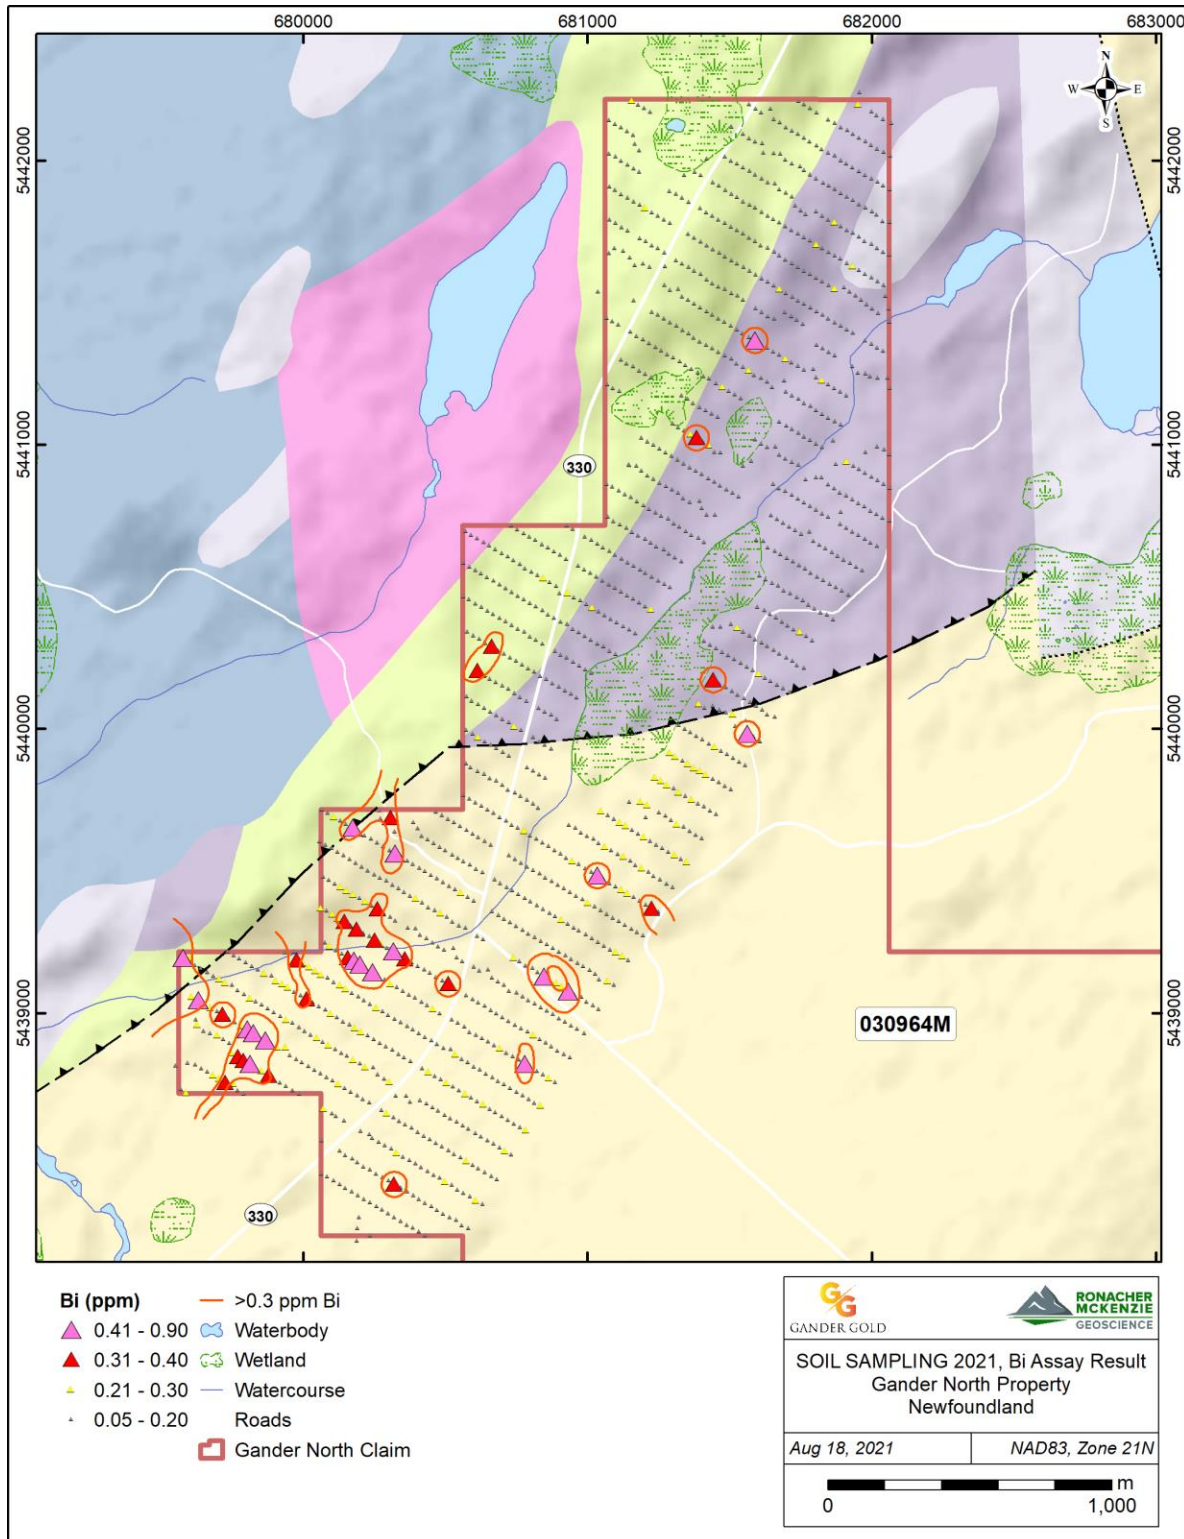 680000
681000
682000
683000
N
W E
S
5442000
5442000
5441000
5441000
330
5440000
5440000
5439000
5439000
030964M
330
Bi (ppm)
0.41 - 0.90
0.31 - 0.40
0.21 - 0.30
0.05 - 0.20
>0.3 ppm Bi
Waterbody
Wetland
Watercourse
Roads
Gander North Claim
GG
GANDER GOLD
RONACHER
MCKENZIE
GEOSCIENCE
SOIL SAMPLING 2021, Bi Assay Result
Gander North Property
Newfoundland
Aug 18, 2021
NAD83, Zone 21N
m
0
1,000